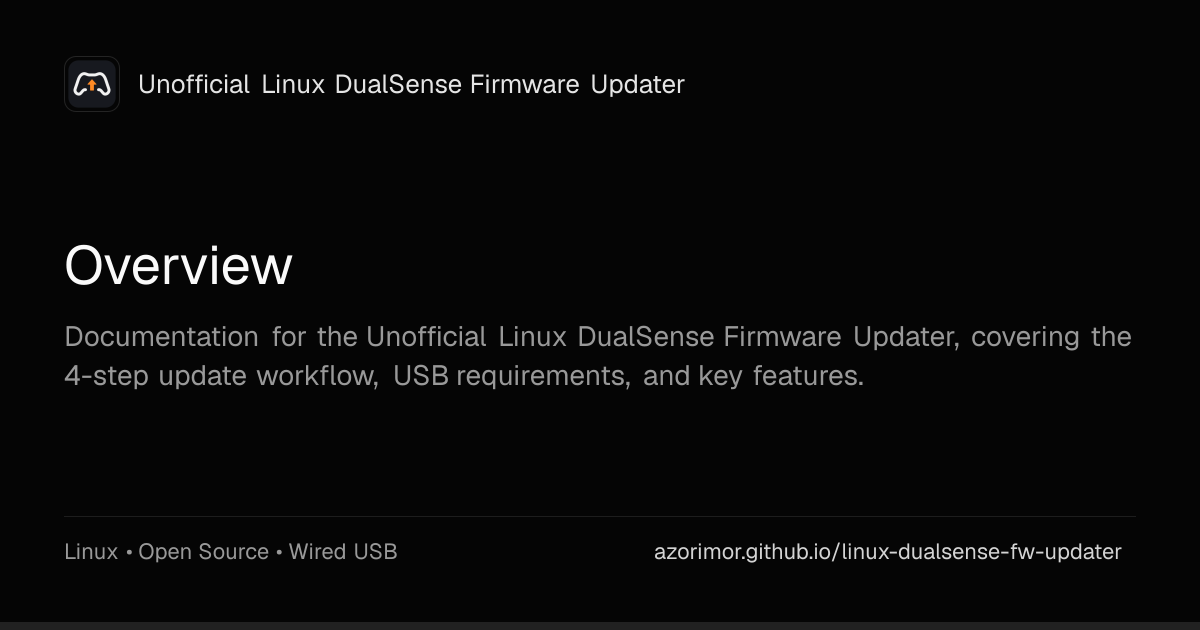 Unofficial Linux DualSense Firmware Updater
Overview
Documentation for the Unofficial Linux DualSense Firmware Updater, covering the
4-step update workflow, USB requirements, and key features.
Linux • Open Source • Wired USB
azorimor.github.io/linux-dualsense-fw-updater